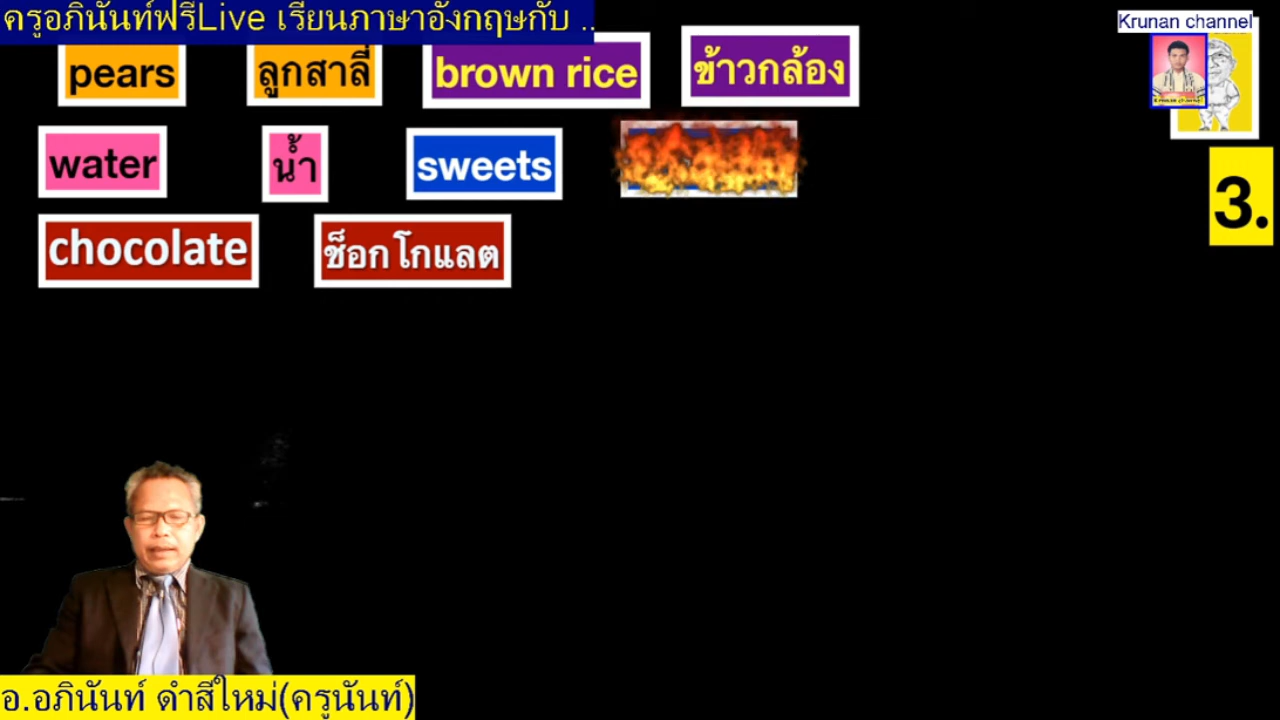 ครูอภินันท์ฟรีLive เรียนภาษาอังกฤษกับ ..
Krunan channel
pears ลูกสาลี่ brown rice ข้าวกล้อง
water น้ำ sweets
3.
chocolate ช็อกโกแลต
อ.อภินันท์ ดำสีใหม่(ครูนันท์)